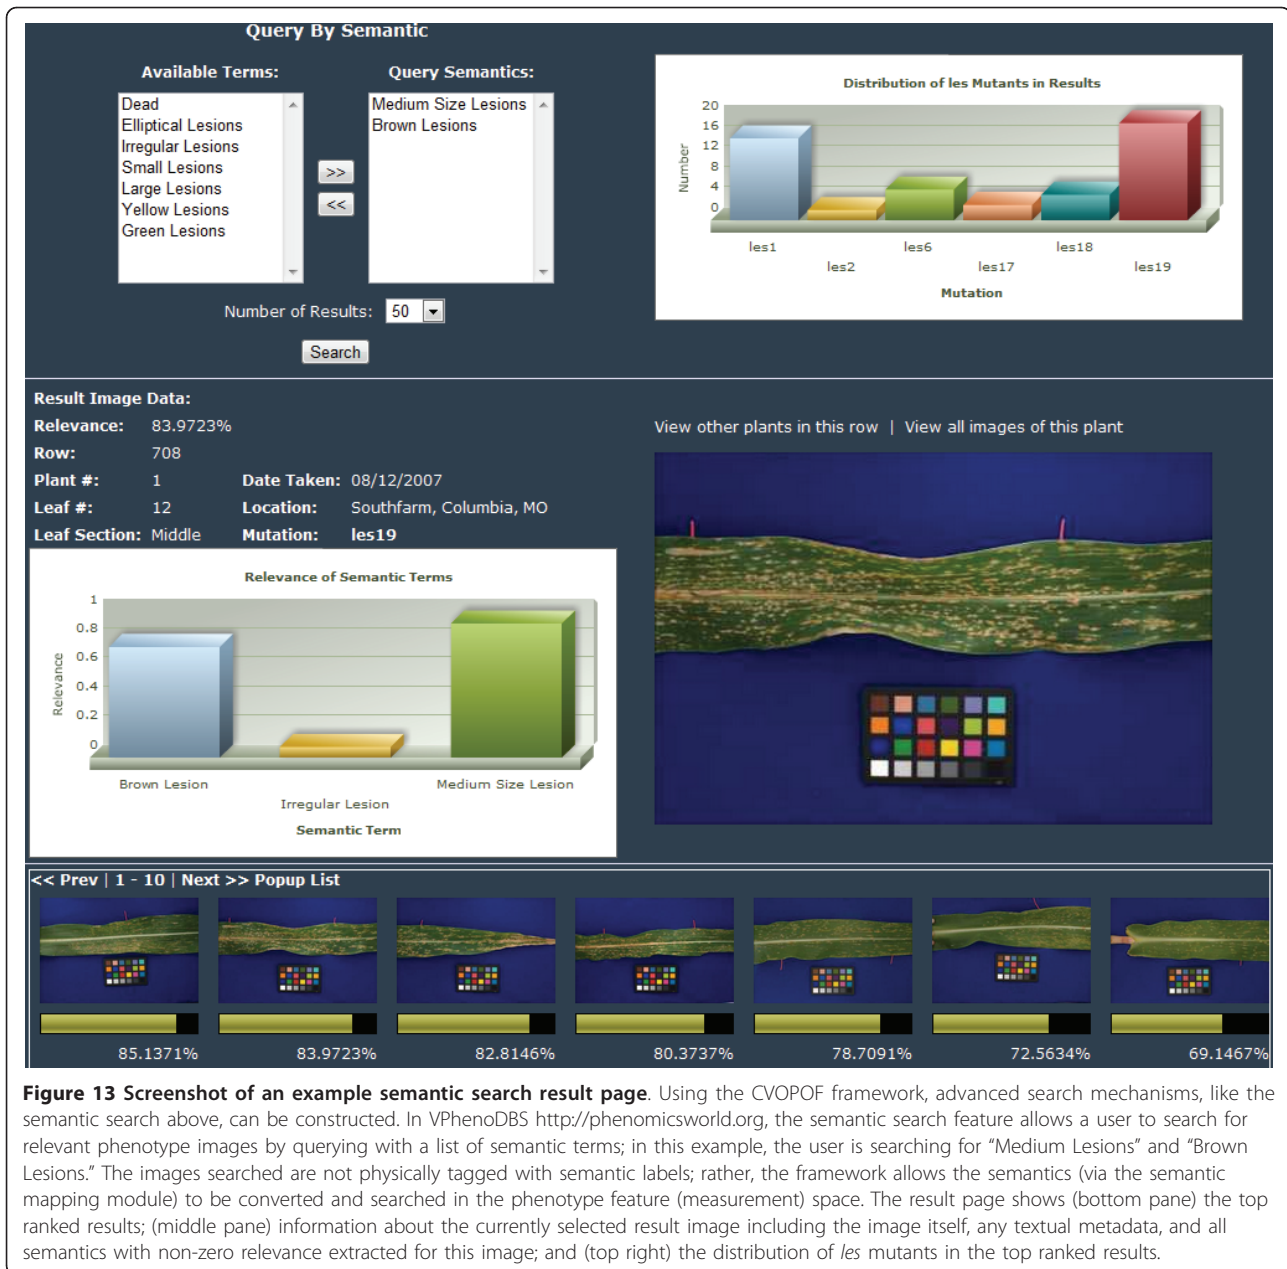 Query By Semantic
Available Terms:
Query Semantics:
Dead
Elliptical Lesions
Irregular Lesions
Small Lesions
Large Lesions
Yellow Lesions
Green Lesions
>>
<<
Medium Size Lesions
Brown Lesions
Number of Results: 50
Search
Distribution of les Mutants in Results
Number
20
16
12
8
4
0
les1
les2
les6
les17
les18
les19
Mutation
Result Image Data:
Relevance: 83.9723%
Row: 708
Plant #: 1 Date Taken: 08/12/2007
Leaf #: 12 Location: Southfarm, Columbia, MO
Leaf Section: Middle Mutation: les19
View other plants in this row | View all images of this plant
Relevance of Semantic Terms
Relevance
1
0.8
0.6
0.4
0.2
0
Brown Lesion
Irregular Lesion
Medium Size Lesion
Semantic Term
<< Prev | 1 - 10 | Next >> Popup List
85.1371% 83.9723% 82.8146% 80.3737% 78.7091% 72.5634% 69.1467%
Figure 13 Screenshot of an example semantic search result page. Using the CVOPOF framework, advanced search mechanisms, like the
semantic search above, can be constructed. In VPhenoDBS http://phenomicsworld.org, the semantic search feature allows a user to search for
relevant phenotype images by querying with a list of semantic terms; in this example, the user is searching for “Medium Lesions” and “Brown
Lesions.” The images searched are not physically tagged with semantic labels; rather, the framework allows the semantics (via the semantic
mapping module) to be converted and searched in the phenotype feature (measurement) space. The result page shows (bottom pane) the top
ranked results; (middle pane) information about the currently selected result image including the image itself, any textual metadata, and all
semantics with non-zero relevance extracted for this image; and (top right) the distribution of les mutants in the top ranked results.